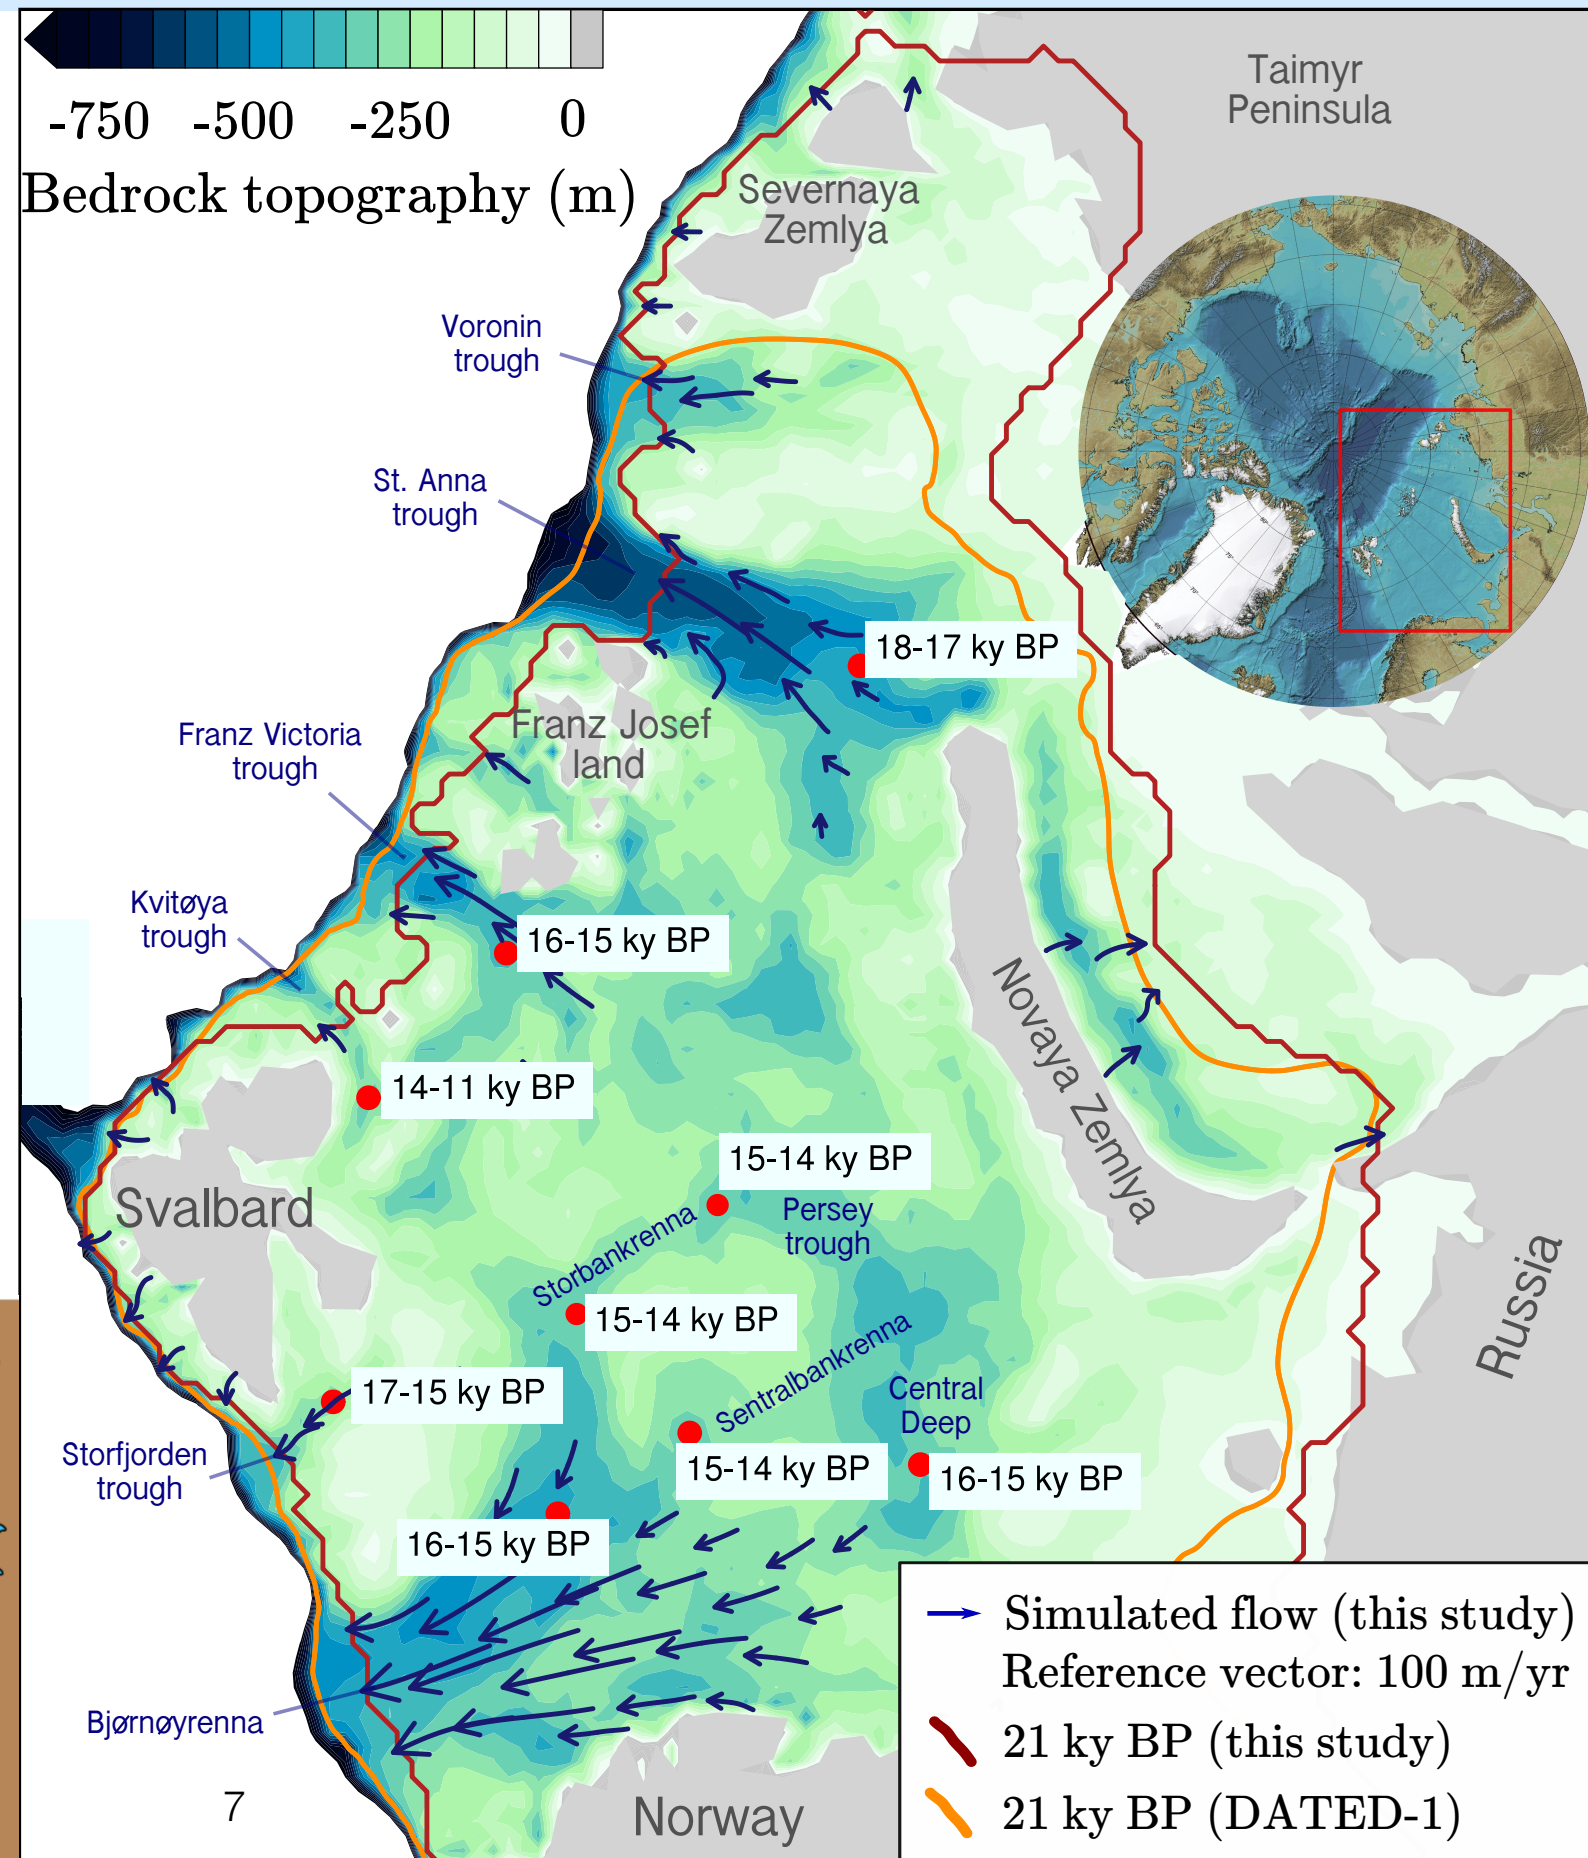 -750 -500 -250 0
Bedrock topography (m)
Taimyr
Peninsula
Severnaya
Zemlya
Voronin
trough
St. Anna
trough
18-17 ky BP
Franz Josef
land
Franz Victoria
trough
Kvitøya
trough
16-15 ky BP
Novaya Zemlya
14-11 ky BP
15-14 ky BP
Svalbard
Persey
trough
Storbankrenna
15-14 ky BP
Russia
Sentralbankrenna
17-15 ky BP
Central
Deep
Storfjorden
trough
15-14 ky BP
16-15 ky BP
16-15 ky BP
Bjørnøyrenna
7
Norway
Simulated flow (this study)
Reference vector: 100 m/yr
21 ky BP (this study)
21 ky BP (DATED-1)